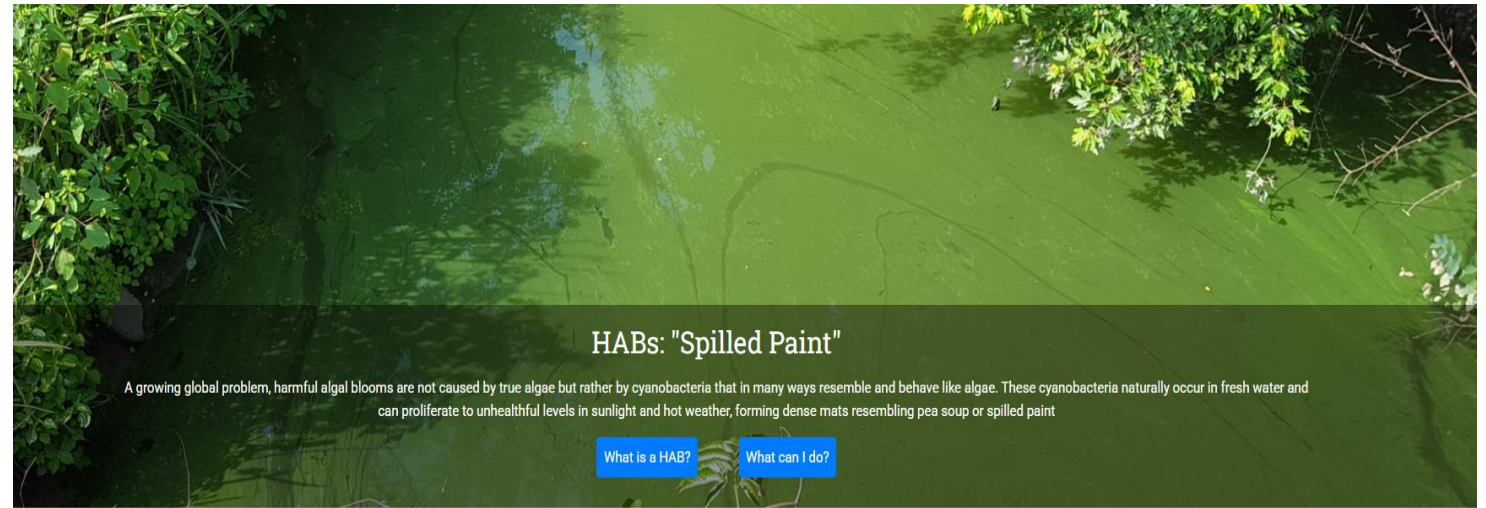 HABs: "Spilled Paint"
A growing global problem, harmful algal blooms are not caused by true algae but rather by cyanobacteria that in many ways resemble and behave like algae. These cyanobacteria naturally occur in fresh water and
can proliferate to unhealthful levels in sunlight and hot weather, forming dense mats resembling pea soup or spilled paint
What is a HAB? What can I do?